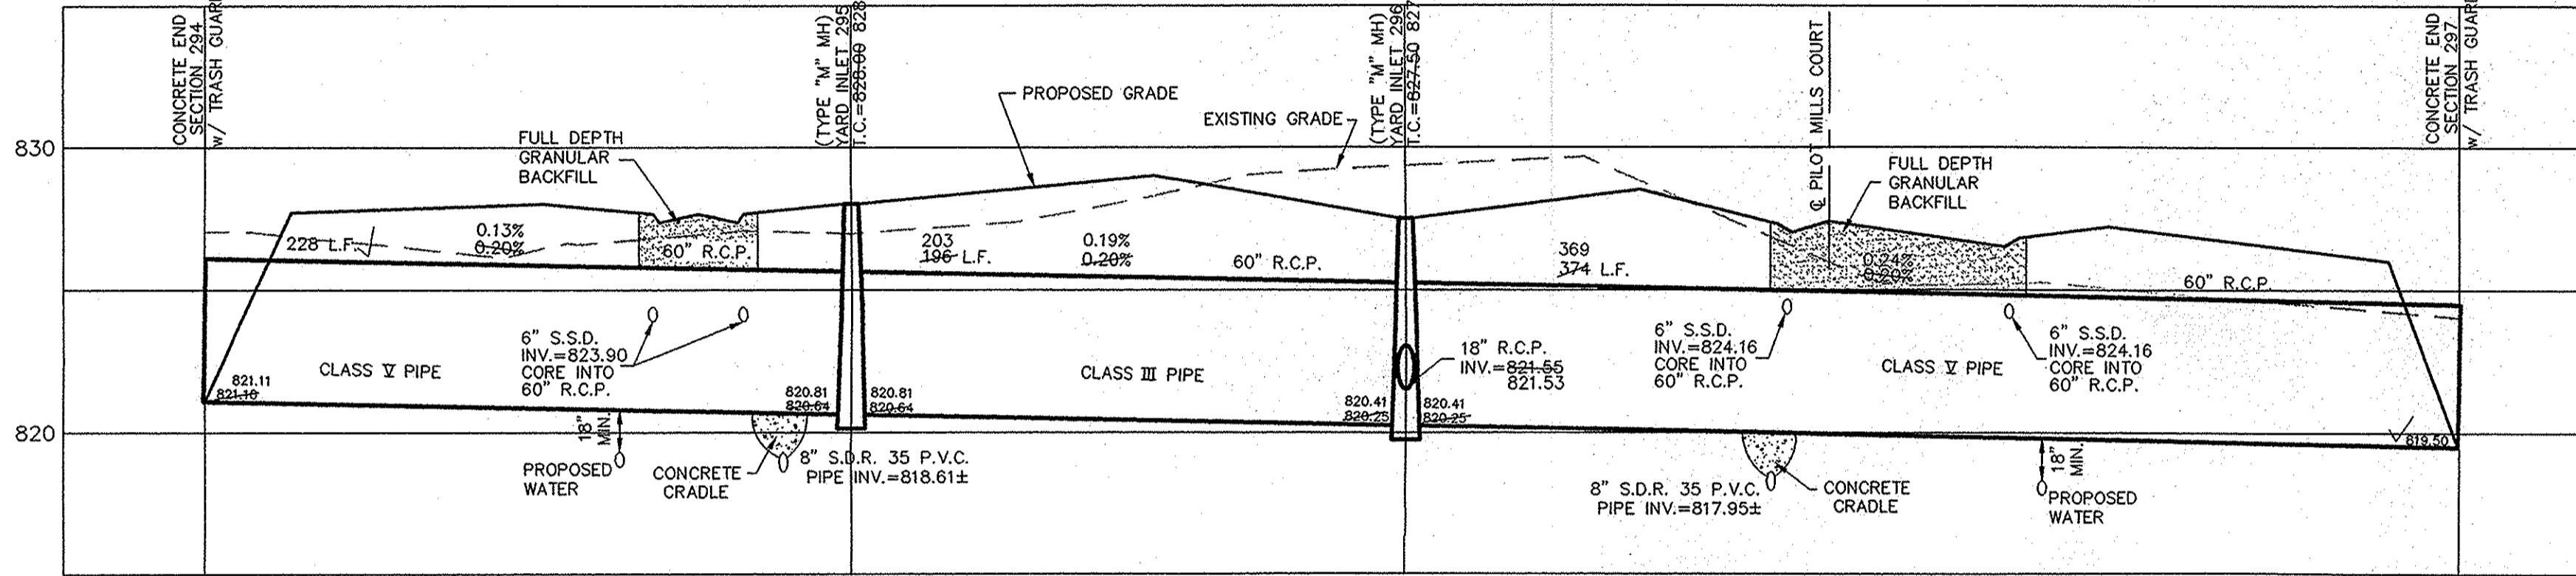 CONCRETE END
SECTION 294
w/ TRASH GUARD
(TYPE "M" MH)
YARD INLET 295
T.C.=828.00 828
(TYPE "M" MH)
YARD INLET 296
T.C.=827.50 827
℄ PILOT MILLS COURT
CONCRETE END
SECTION 297
w/ TRASH GUARD
PROPOSED GRADE
EXISTING GRADE
830
FULL DEPTH
GRANULAR
BACKFILL
FULL DEPTH
GRANULAR
BACKFILL
228 L.F.
0.13%
0.20%
60" R.C.P.
203
196 L.F.
0.19%
0.20%
60" R.C.P.
369
374 L.F.
0.24%
0.20%
60" R.C.P.
6" S.S.D.
INV.=823.90
CORE INTO
60" R.C.P.
CLASS V PIPE
CLASS III PIPE
18" R.C.P.
INV.=821.55
821.53
6" S.S.D.
INV.=824.16
CORE INTO
60" R.C.P.
CLASS V PIPE
6" S.S.D.
INV.=824.16
CORE INTO
60" R.C.P.
821.11
821.10
820.81
820.64
820.81
820.64
820.41
820.25
820.41
820.25
819.50
820
18"
MIN.
PROPOSED
WATER
CONCRETE
CRADLE
8" S.D.R. 35 P.V.C.
PIPE INV.=818.61±
8" S.D.R. 35 P.V.C.
PIPE INV.=817.95±
CONCRETE
CRADLE
18"
MIN.
PROPOSED
WATER